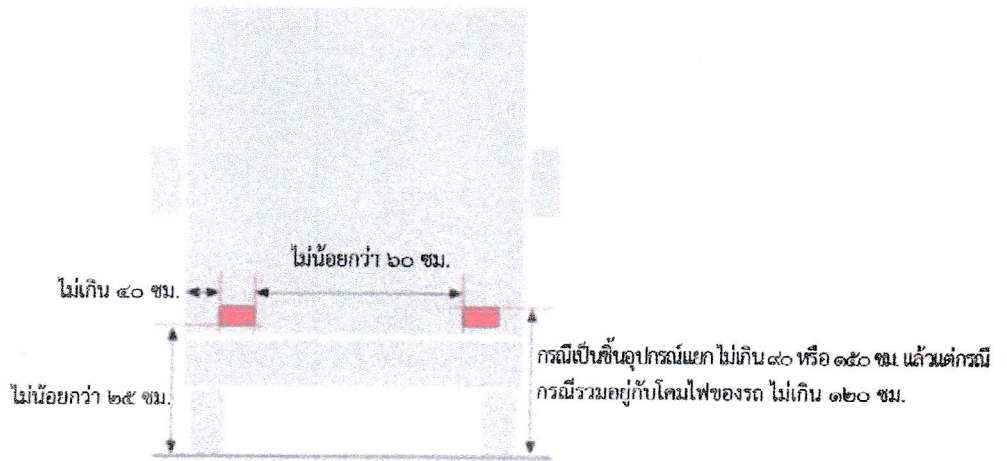 ไม่น้อยกว่า ๖๐ ซม.
ไม่เกิน ๔๐ ซม.
กรณีเป็นชิ้นอุปกรณ์แยก ไม่เกิน ๙๐ หรือ ๑๕๐ ซม. แล้วแต่กรณี
ไม่น้อยกว่า ๒๕ ซม.
กรณีรวมอยู่กับโคมไฟของรถ ไม่เกิน ๑๒๐ ซม.